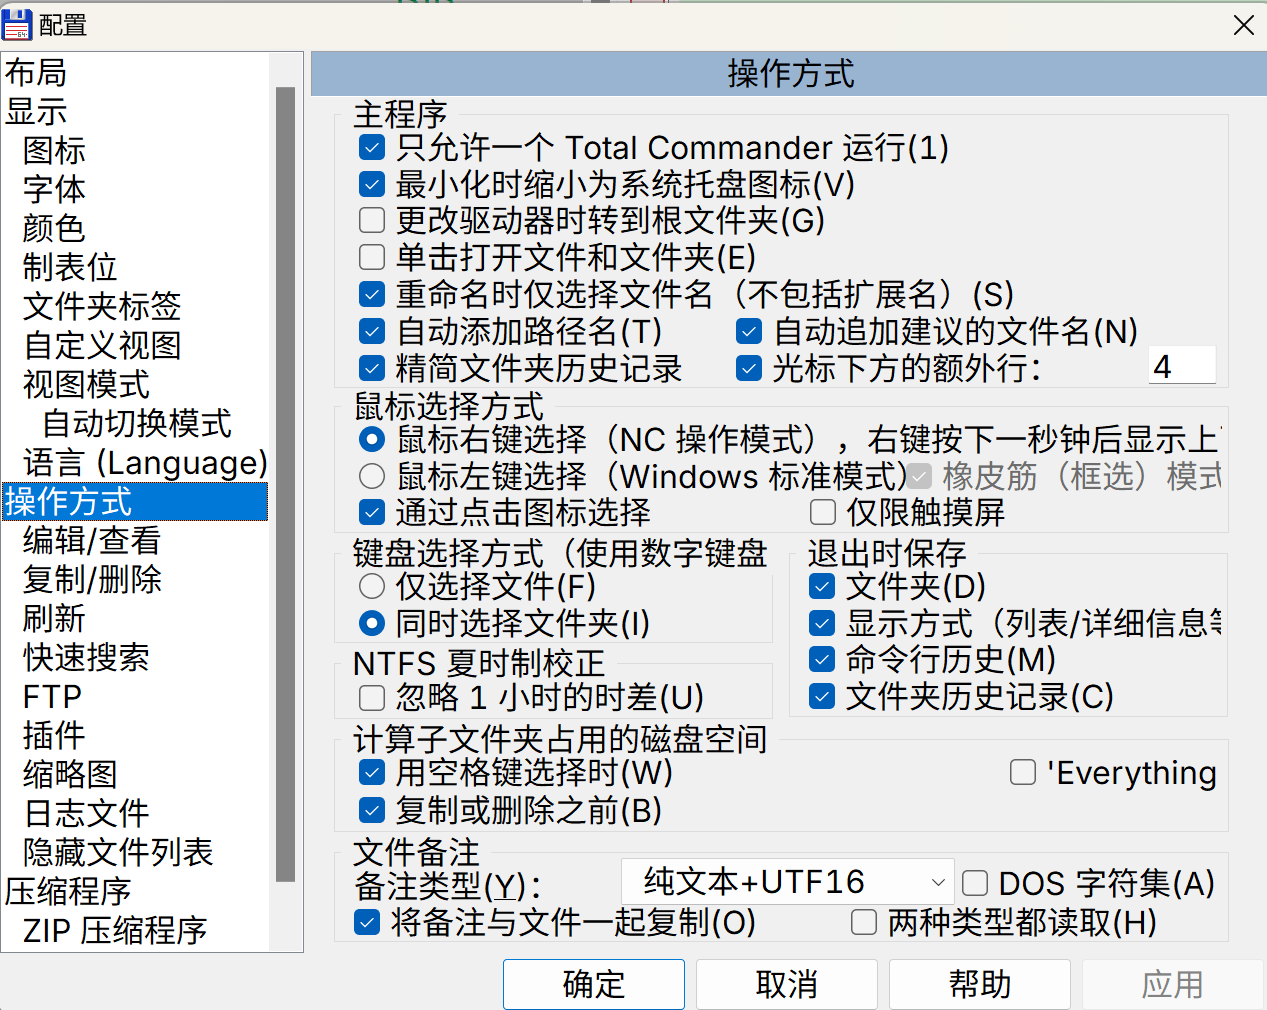 配置
布局
显示
图标
字体
颜色
制表位
文件夹标签
自定义视图
视图模式
自动切换模式
语言 (Language)
操作方式
编辑/查看
复制/删除
刷新
快速搜索
FTP
插件
缩略图
日志文件
隐藏文件列表
压缩程序
ZIP 压缩程序
操作方式
主程序
只允许一个 Total Commander 运行(1)
最小化时缩小为系统托盘图标(V)
更改驱动器时转到根文件夹(G)
单击打开文件和文件夹(E)
重命名时仅选择文件名（不包括扩展名）(S)
自动添加路径名(T) 自动追加建议的文件名(N)
精简文件夹历史记录 光标下方的额外行： 4
鼠标选择方式
鼠标右键选择（NC 操作模式），右键按下一秒钟后显示上
鼠标左键选择（Windows 标准模式） 橡皮筋（框选）模式
通过点击图标选择 仅限触摸屏
键盘选择方式（使用数字键盘
仅选择文件(F)
同时选择文件夹(I)
退出时保存
文件夹(D)
显示方式（列表/详细信息等
命令行历史(M)
文件夹历史记录(C)
NTFS 夏时制校正
忽略 1 小时的时差(U)
计算子文件夹占用的磁盘空间
用空格键选择时(W) 'Everything
复制或删除之前(B)
文件备注
备注类型(Y)： 纯文本+UTF16 DOS 字符集(A)
将备注与文件一起复制(O) 两种类型都读取(H)
确定 取消 帮助 应用